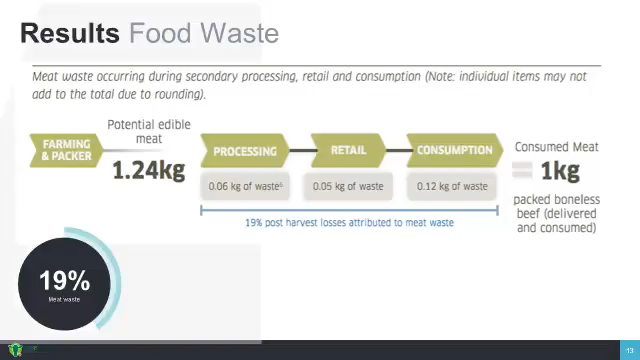 Results Food Waste
Meat waste occurring during secondary processing, retail and consumption (Note: individual items may not
add to the total due to rounding).
FARMING
& PACKER
Potential edible
meat
1.24kg
PROCESSING
0.06 kg of waste⁶
RETAIL
0.05 kg of waste
CONSUMPTION
0.12 kg of waste
19% post harvest losses attributed to meat waste
Consumed Meat
1kg
packed boneless
beef (delivered
and consumed)
19%
Meat waste
13